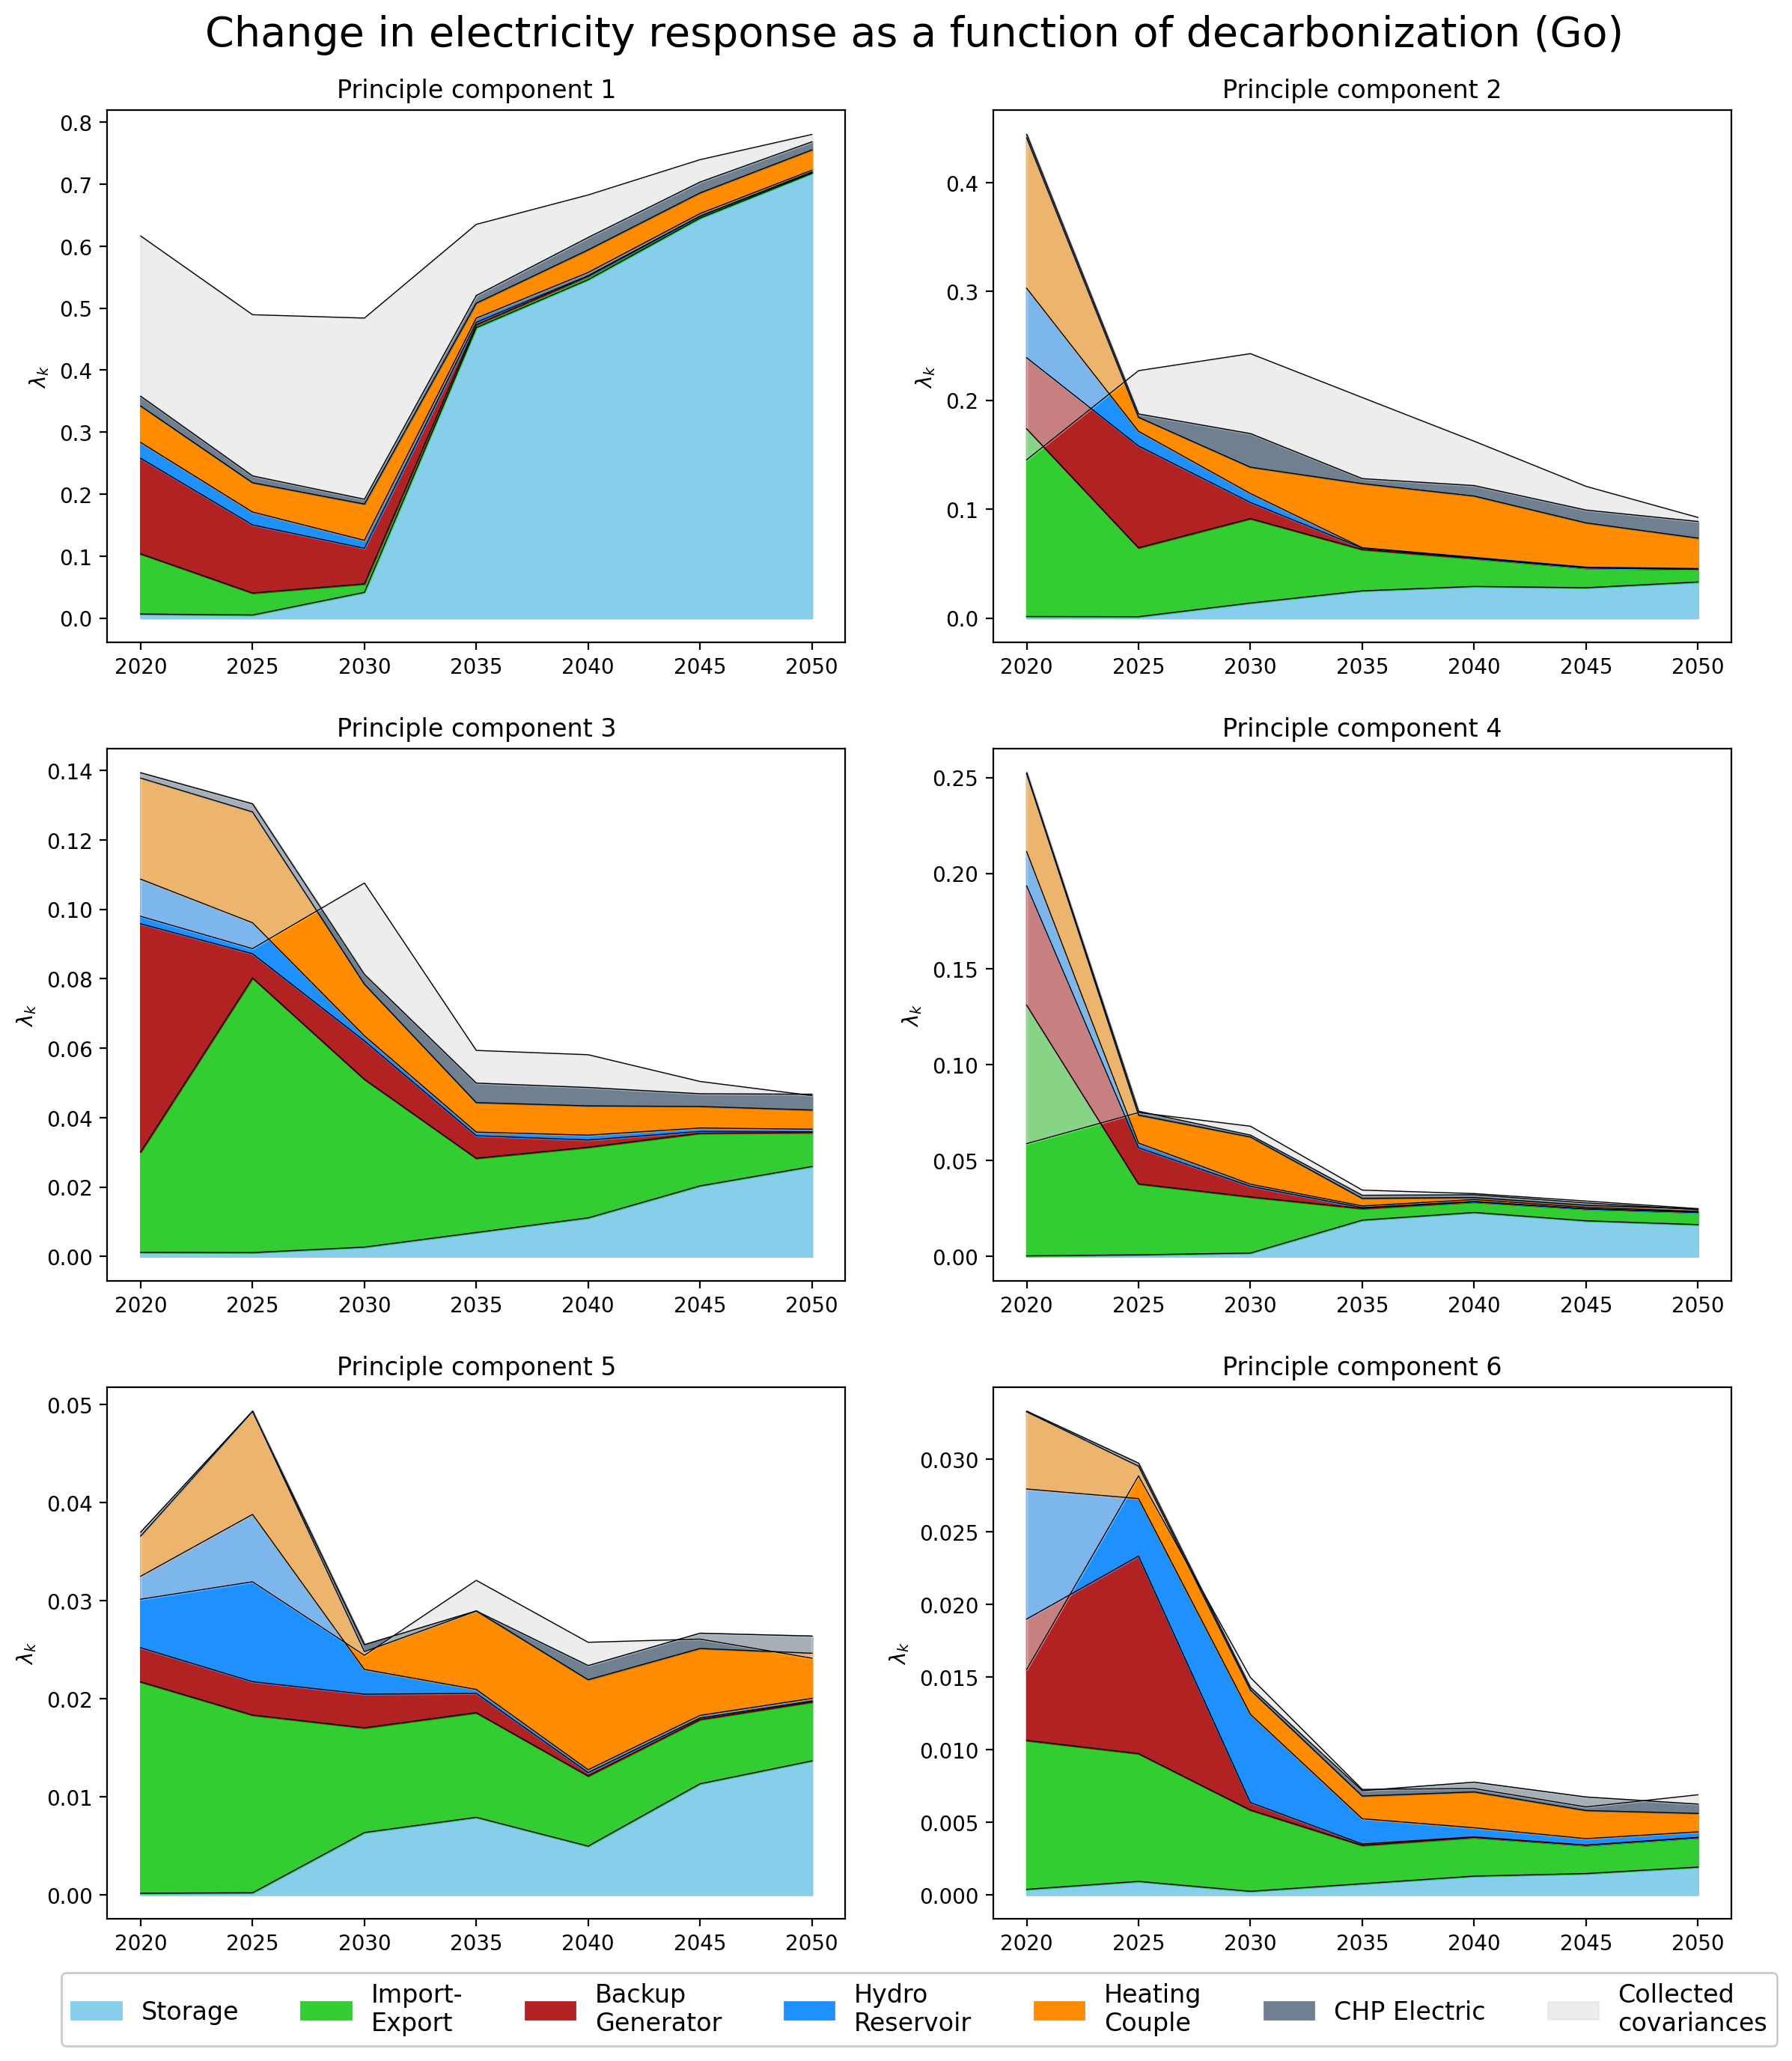 Change in electricity response as a function of decarbonization (Go)
Principle component 1
λk
0.8
0.7
0.6
0.5
0.4
0.3
0.2
0.1
0.0
2020 2025 2030 2035 2040 2045 2050
Principle component 2
λk
0.4
0.3
0.2
0.1
0.0
2020 2025 2030 2035 2040 2045 2050
Principle component 3
λk
0.14
0.12
0.10
0.08
0.06
0.04
0.02
0.00
2020 2025 2030 2035 2040 2045 2050
Principle component 4
λk
0.25
0.20
0.15
0.10
0.05
0.00
2020 2025 2030 2035 2040 2045 2050
Principle component 5
λk
0.05
0.04
0.03
0.02
0.01
0.00
2020 2025 2030 2035 2040 2045 2050
Principle component 6
λk
0.030
0.025
0.020
0.015
0.010
0.005
0.000
2020 2025 2030 2035 2040 2045 2050
Storage
Import-
Export
Backup
Generator
Hydro
Reservoir
Heating
Couple
CHP Electric
Collected
covariances